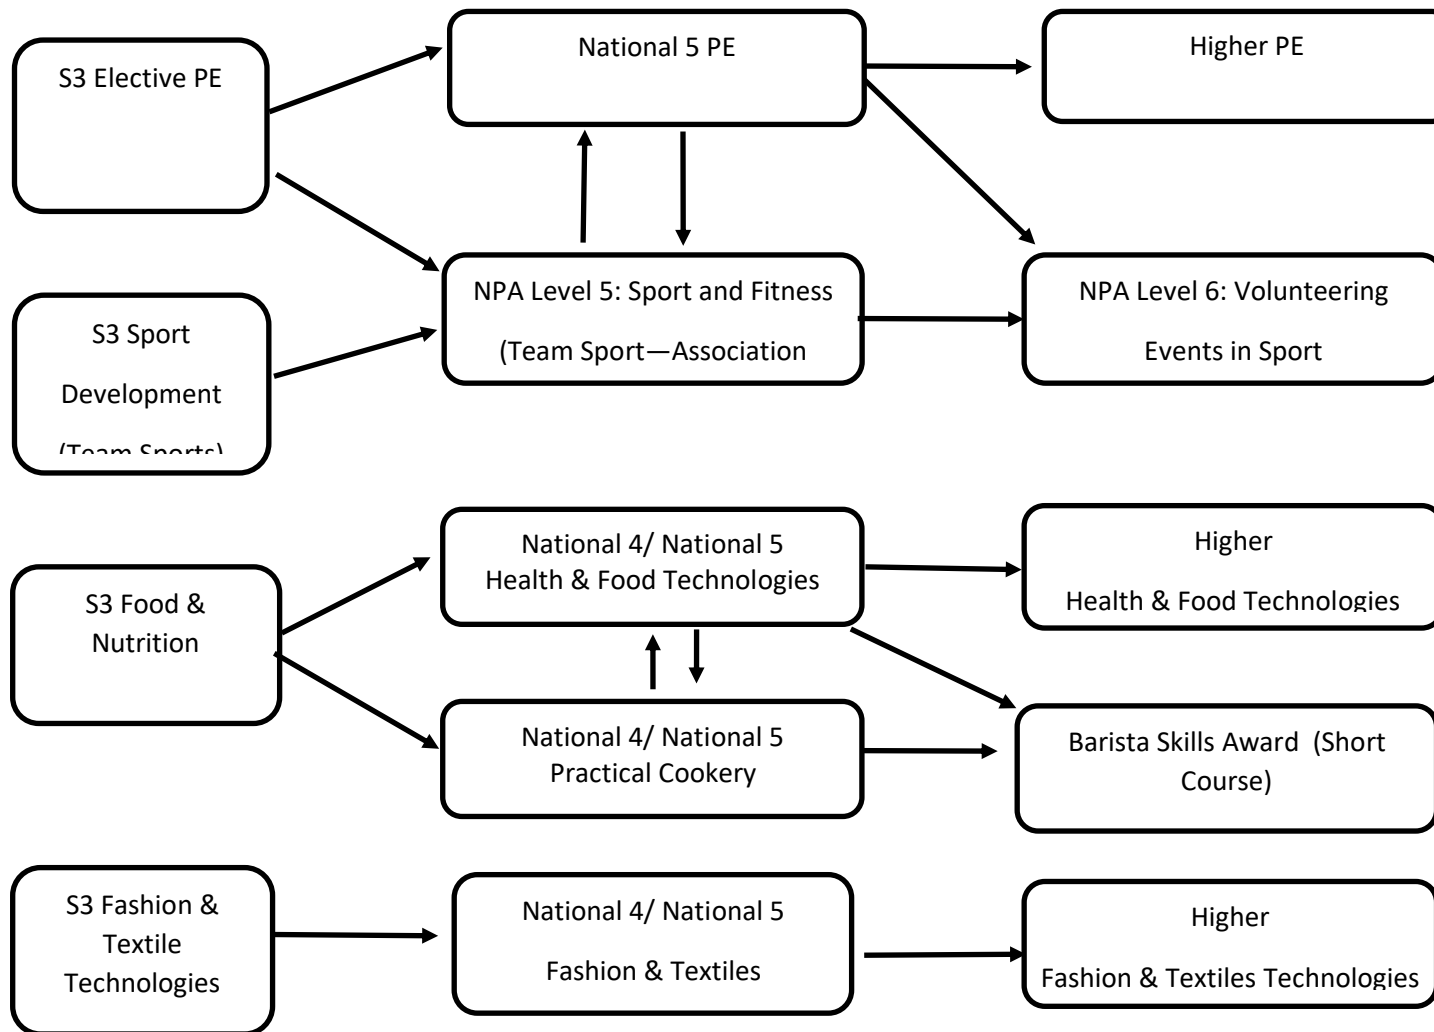 S3 Elective PE
National 5 PE
Higher PE
S3 Sport
Development
(Team Sports)
NPA Level 5: Sport and Fitness
(Team Sport—Association
NPA Level 6: Volunteering
Events in Sport
S3 Food &
Nutrition
National 4/ National 5
Health & Food Technologies
Higher
Health & Food Technologies
National 4/ National 5
Practical Cookery
Barista Skills Award  (Short
Course)
S3 Fashion &
Textile
Technologies
National 4/ National 5
Fashion & Textiles
Higher
Fashion & Textiles Technologies